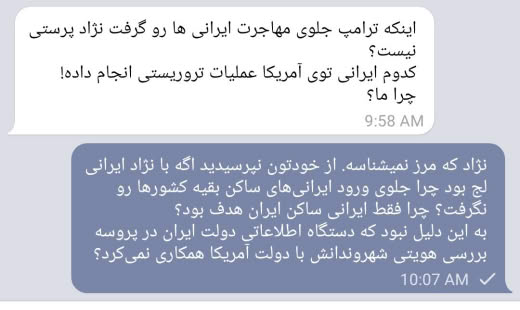 اینکه ترامپ جلوی مهاجرت ایرانی ها رو گرفت نژاد پرستی
نیست؟
کدوم ایرانی توی آمریکا عملیات تروریستی انجام داده!
چرا ما؟
9:58 AM
نژاد که مرز نمیشناسه. از خودتون نپرسیدید اگه با نژاد ایرانی
لج بود چرا جلوی ورود ایرانی‌های ساکن بقیه کشورها رو
نگرفت؟ چرا فقط ایرانی ساکن ایران هدف بود؟
به این دلیل نبود که دستگاه اطلاعاتی دولت ایران در پروسه
بررسی هویتی شهروندانش با دولت آمریکا همکاری نمی‌کرد؟
10:07 AM